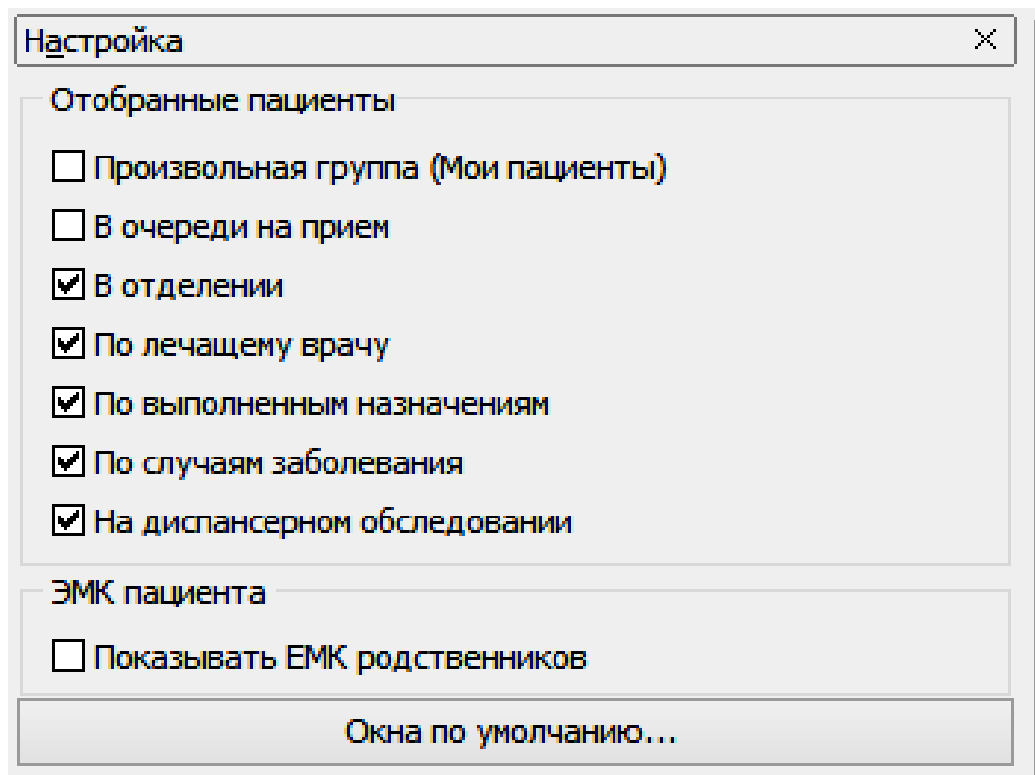 Настройка
Отобранные пациенты
Произвольная группа (Мои пациенты)
В очереди на прием
В отделении
По лечащему врачу
По выполненным назначениям
По случаям заболевания
На диспансерном обследовании
ЭМК пациента
Показывать ЕМК родственников
Окна по умолчанию...